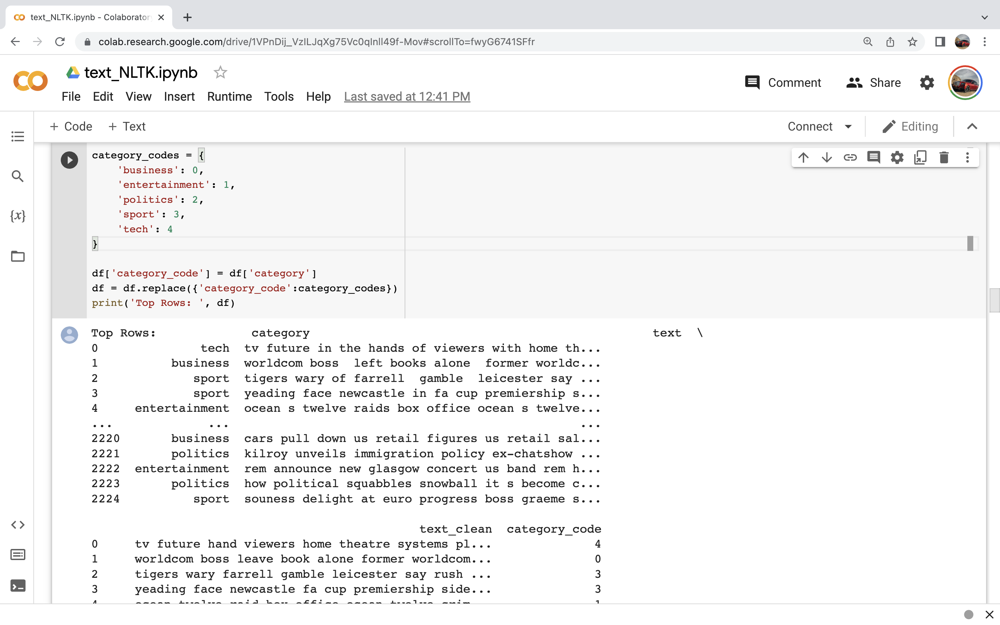 text_NLTK.ipynb - Colaboratory
colab.research.google.com/drive/1VPnDij_VzlLJqXg75Vc0qInlI49f-Mov#scrollTo=fwyG6741SFfr
text_NLTK.ipynb
Comment
Share
File Edit View Insert Runtime Tools Help Last saved at 12:41 PM
+ Code + Text
Connect
Editing
category_codes = {
'business': 0,
'entertainment': 1,
'politics': 2,
'sport': 3,
'tech': 4
}
df['category_code'] = df['category']
df = df.replace({'category_code':category_codes})
print('Top Rows: ', df)
{x}
Top Rows: category text \
0 tech tv future in the hands of viewers with home th...
1 business worldcom boss left books alone former worldc...
2 sport tigers wary of farrell gamble leicester say ...
3 sport yeading face newcastle in fa cup premiership s...
4 entertainment ocean s twelve raids box office ocean s twelve...
... ... ...
2220 business cars pull down us retail figures us retail sal...
2221 politics kilroy unveils immigration policy ex-chatshow ...
2222 entertainment rem announce new glasgow concert us band rem h...
2223 politics how political squabbles snowball it s become c...
2224 sport souness delight at euro progress boss graeme s...
text_clean category_code
0 tv future hand viewers home theatre systems pl... 4
1 worldcom boss leave book alone former worldcom... 0
2 tigers wary farrell gamble leicester say rush ... 3
3 yeading face newcastle fa cup premiership side... 3
4 ocean twelve raid box office ocean twelve crim... 1